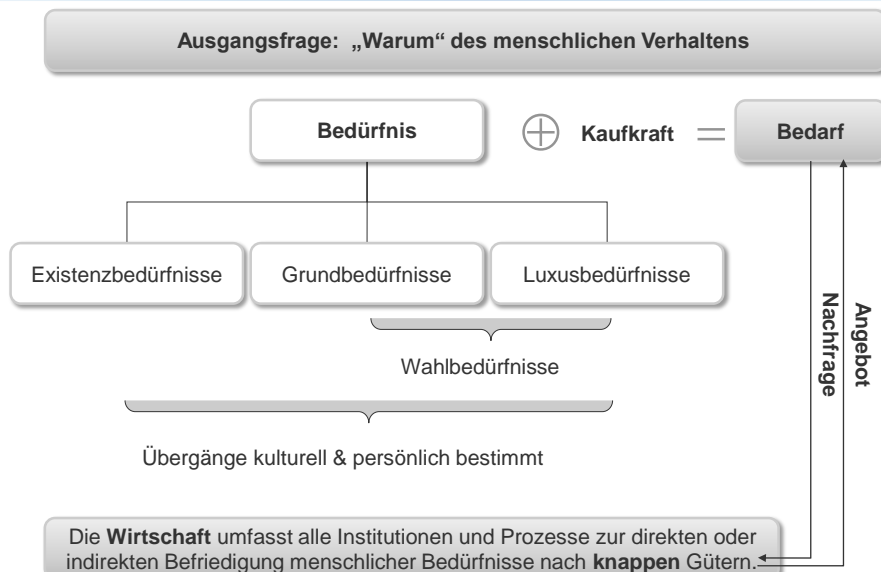 Ausgangsfrage: „Warum" des menschlichen Verhaltens
Bedürfnis
Kaufkraft
Bedarf
Existenzbedürfnisse
Grundbedürfnisse
Luxusbedürfnisse
Wahlbedürfnisse
Übergänge kulturell & persönlich bestimmt
Nachfrage
Angebot
Die Wirtschaft umfasst alle Institutionen und Prozesse zur direkten oder
indirekten Befriedigung menschlicher Bedürfnisse nach knappen Gütern.